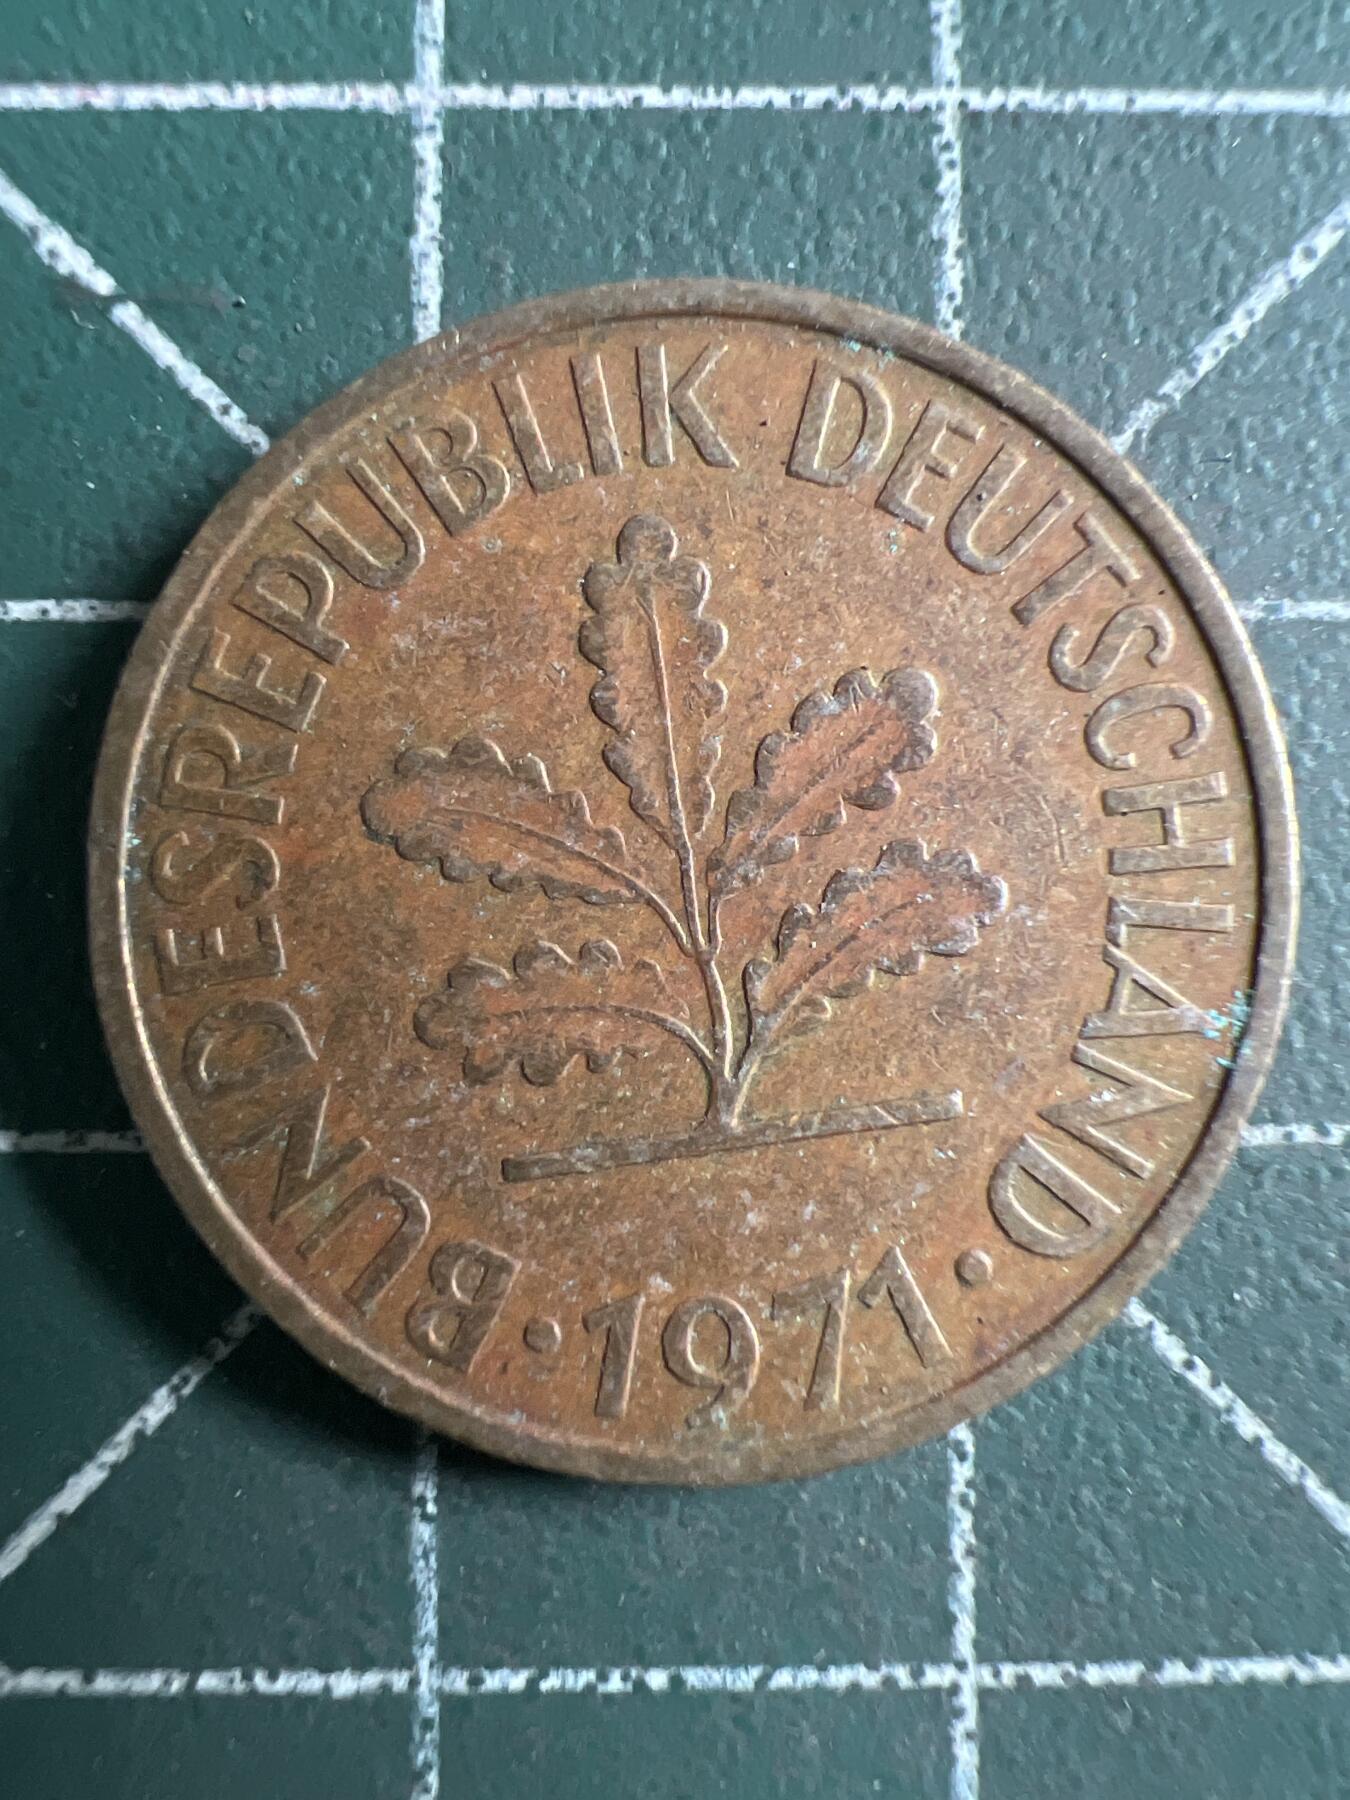 BUNDESREPUBLIK DEUTSCHLAND
· 1971 ·